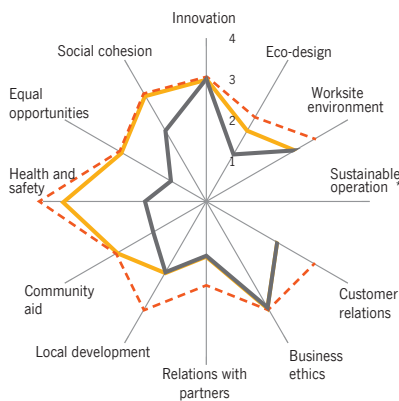 Innovation
4
Social cohesion
Eco-design
3
Equal
opportunities
Worksite
environment
2
1
Health and
safety
Sustainable
operation *
Community
aid
Customer
relations
Local development
Business
ethics
Relations with
partners